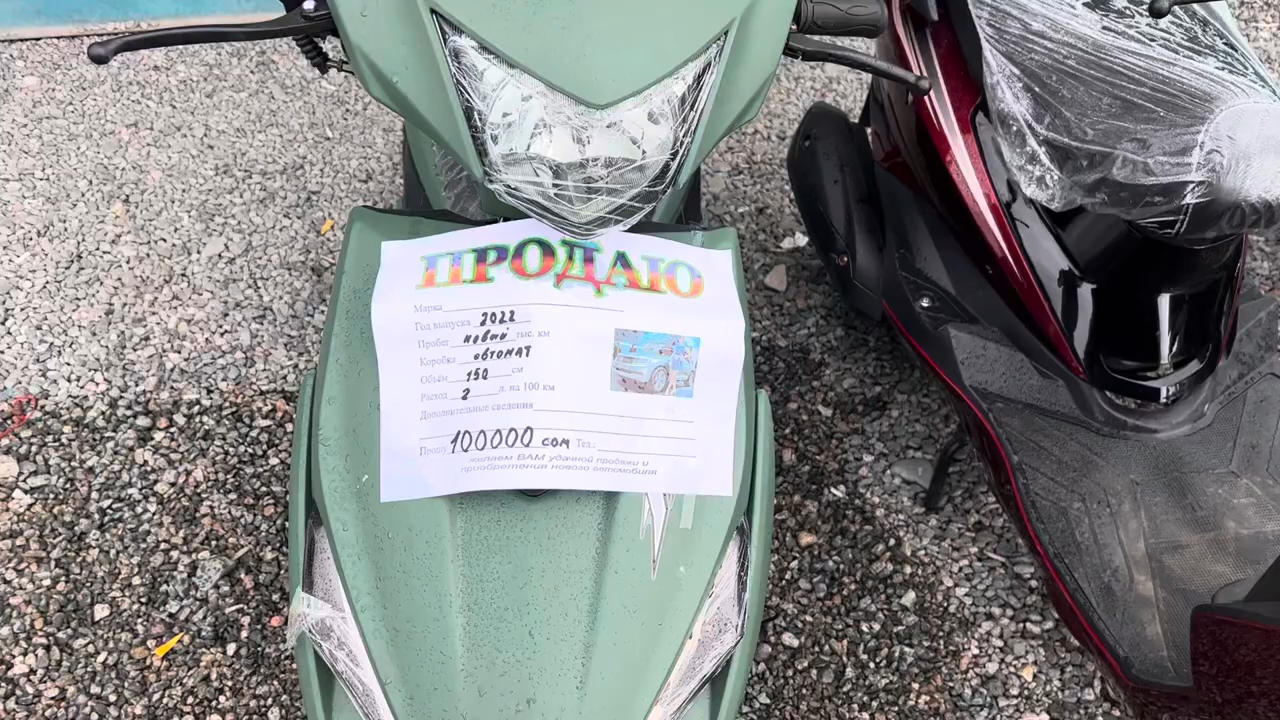 ПРОДАЮ
Марка
Год выпуска 2022
Пробег новый тыс. км
Коробка овтомат
Объём 150 см
Расход 2 л. на 100 км
Дополнительные сведения
Прошу 100000 сом Тел.:
желаем ВАМ удачной продажи и
приобретения нового автомобиля